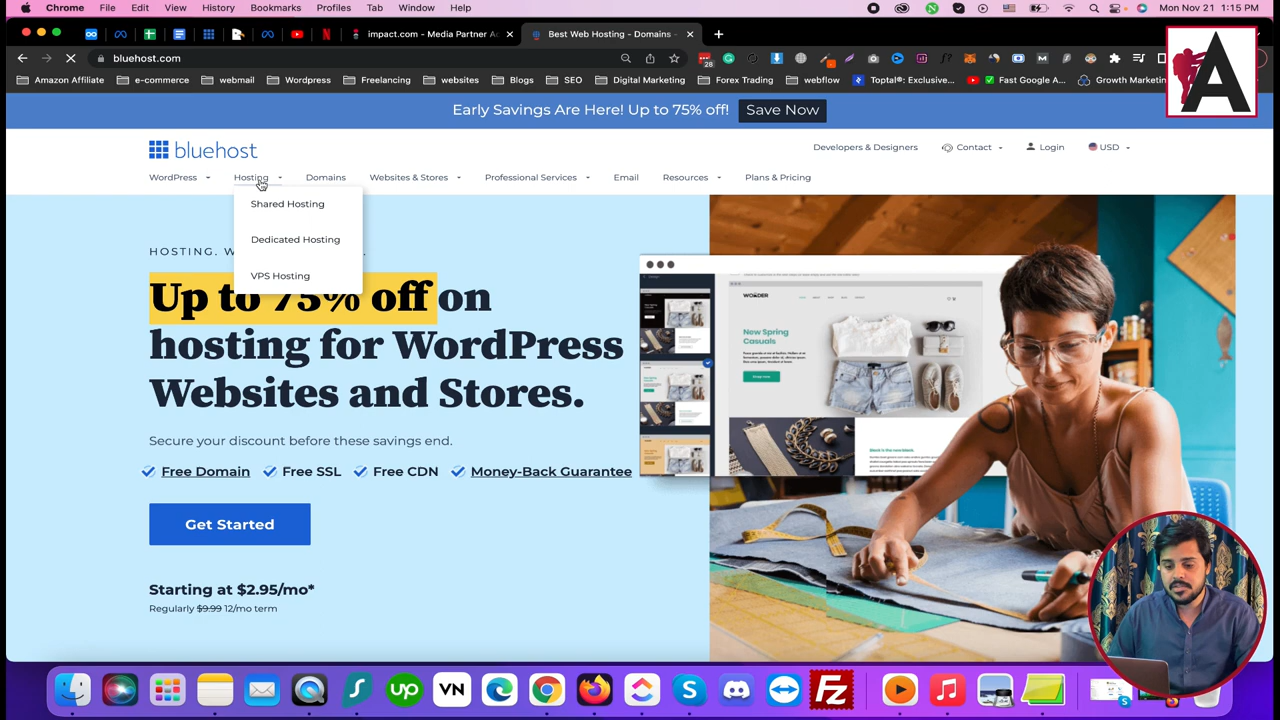 Chrome File Edit View History Bookmarks Profiles Tab Window Help Mon Nov 21 1:15 PM
impact.com - Media Partner Ac
Best Web Hosting - Domains -
bluehost.com
28
Amazon Affiliate e-commerce webmail Wordpress Freelancing websites Blogs SEO Digital Marketing Forex Trading webflow Toptal®: Exclusive... Fast Google A... Growth Marketin
A
Early Savings Are Here! Up to 75% off! Save Now
bluehost
Developers & Designers Contact Login USD
WordPress Hosting Domains Websites & Stores Professional Services Email Resources Plans & Pricing
Shared Hosting
Dedicated Hosting
VPS Hosting
HOSTING. W
Up to 75% off on
hosting for WordPress
Websites and Stores.
Secure your discount before these savings end.
Free Domain Free SSL Free CDN Money-Back Guarantee
Get Started
Starting at $2.95/mo*
Regularly $9.99 12/mo term
WONDER
New Spring
Casuals
up VN Fz